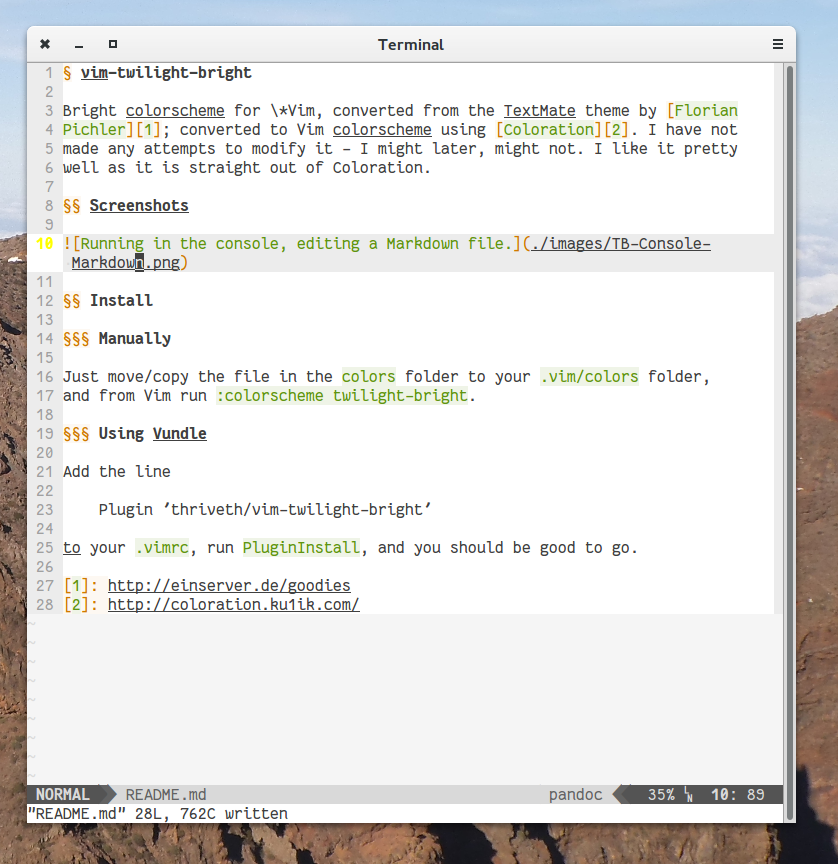 Terminal
1 § vim-twilight-bright
2
3 Bright colorscheme for \*Vim, converted from the TextMate theme by [Florian
4 Pichler][1]; converted to Vim colorscheme using [Coloration][2]. I have not
5 made any attempts to modify it – I might later, might not. I like it pretty
6 well as it is straight out of Coloration.
7
8 §§ Screenshots
9
10 ![Running in the console, editing a Markdown file.](./images/TB-Console-
Markdown.png)
11
12 §§ Install
13
14 §§§ Manually
15
16 Just move/copy the file in the colors folder to your .vim/colors folder,
17 and from Vim run :colorscheme twilight-bright.
18
19 §§§ Using Vundle
20
21 Add the line
22
23     Plugin 'thriveth/vim-twilight-bright'
24
25 to your .vimrc, run PluginInstall, and you should be good to go.
26
27 [1]: http://einserver.de/goodies
28 [2]: http://coloration.ku1ik.com/
~
~
~
~
~
~
~
~
~
NORMAL README.md pandoc 35% LN 10: 89
"README.md" 28L, 762C written